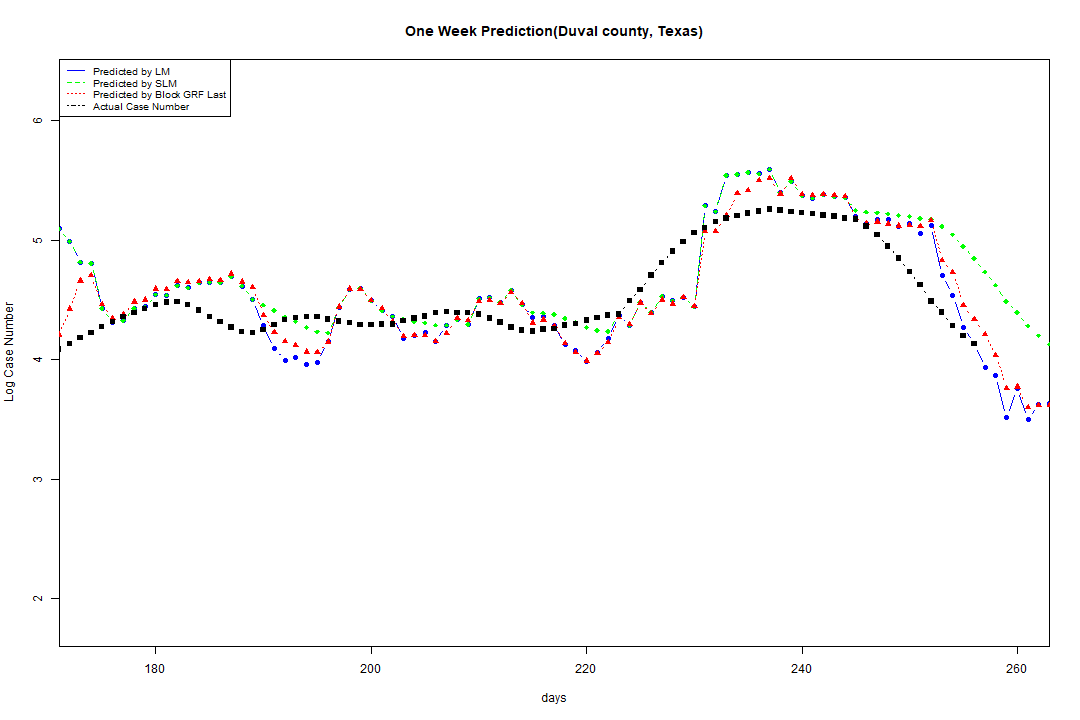 One Week Prediction(Duval county, Texas)
Predicted by LM
Predicted by SLM
Predicted by Block GRF Last
Actual Case Number
6
5
4
3
2
Log Case Number
180 200 220 240 260
days